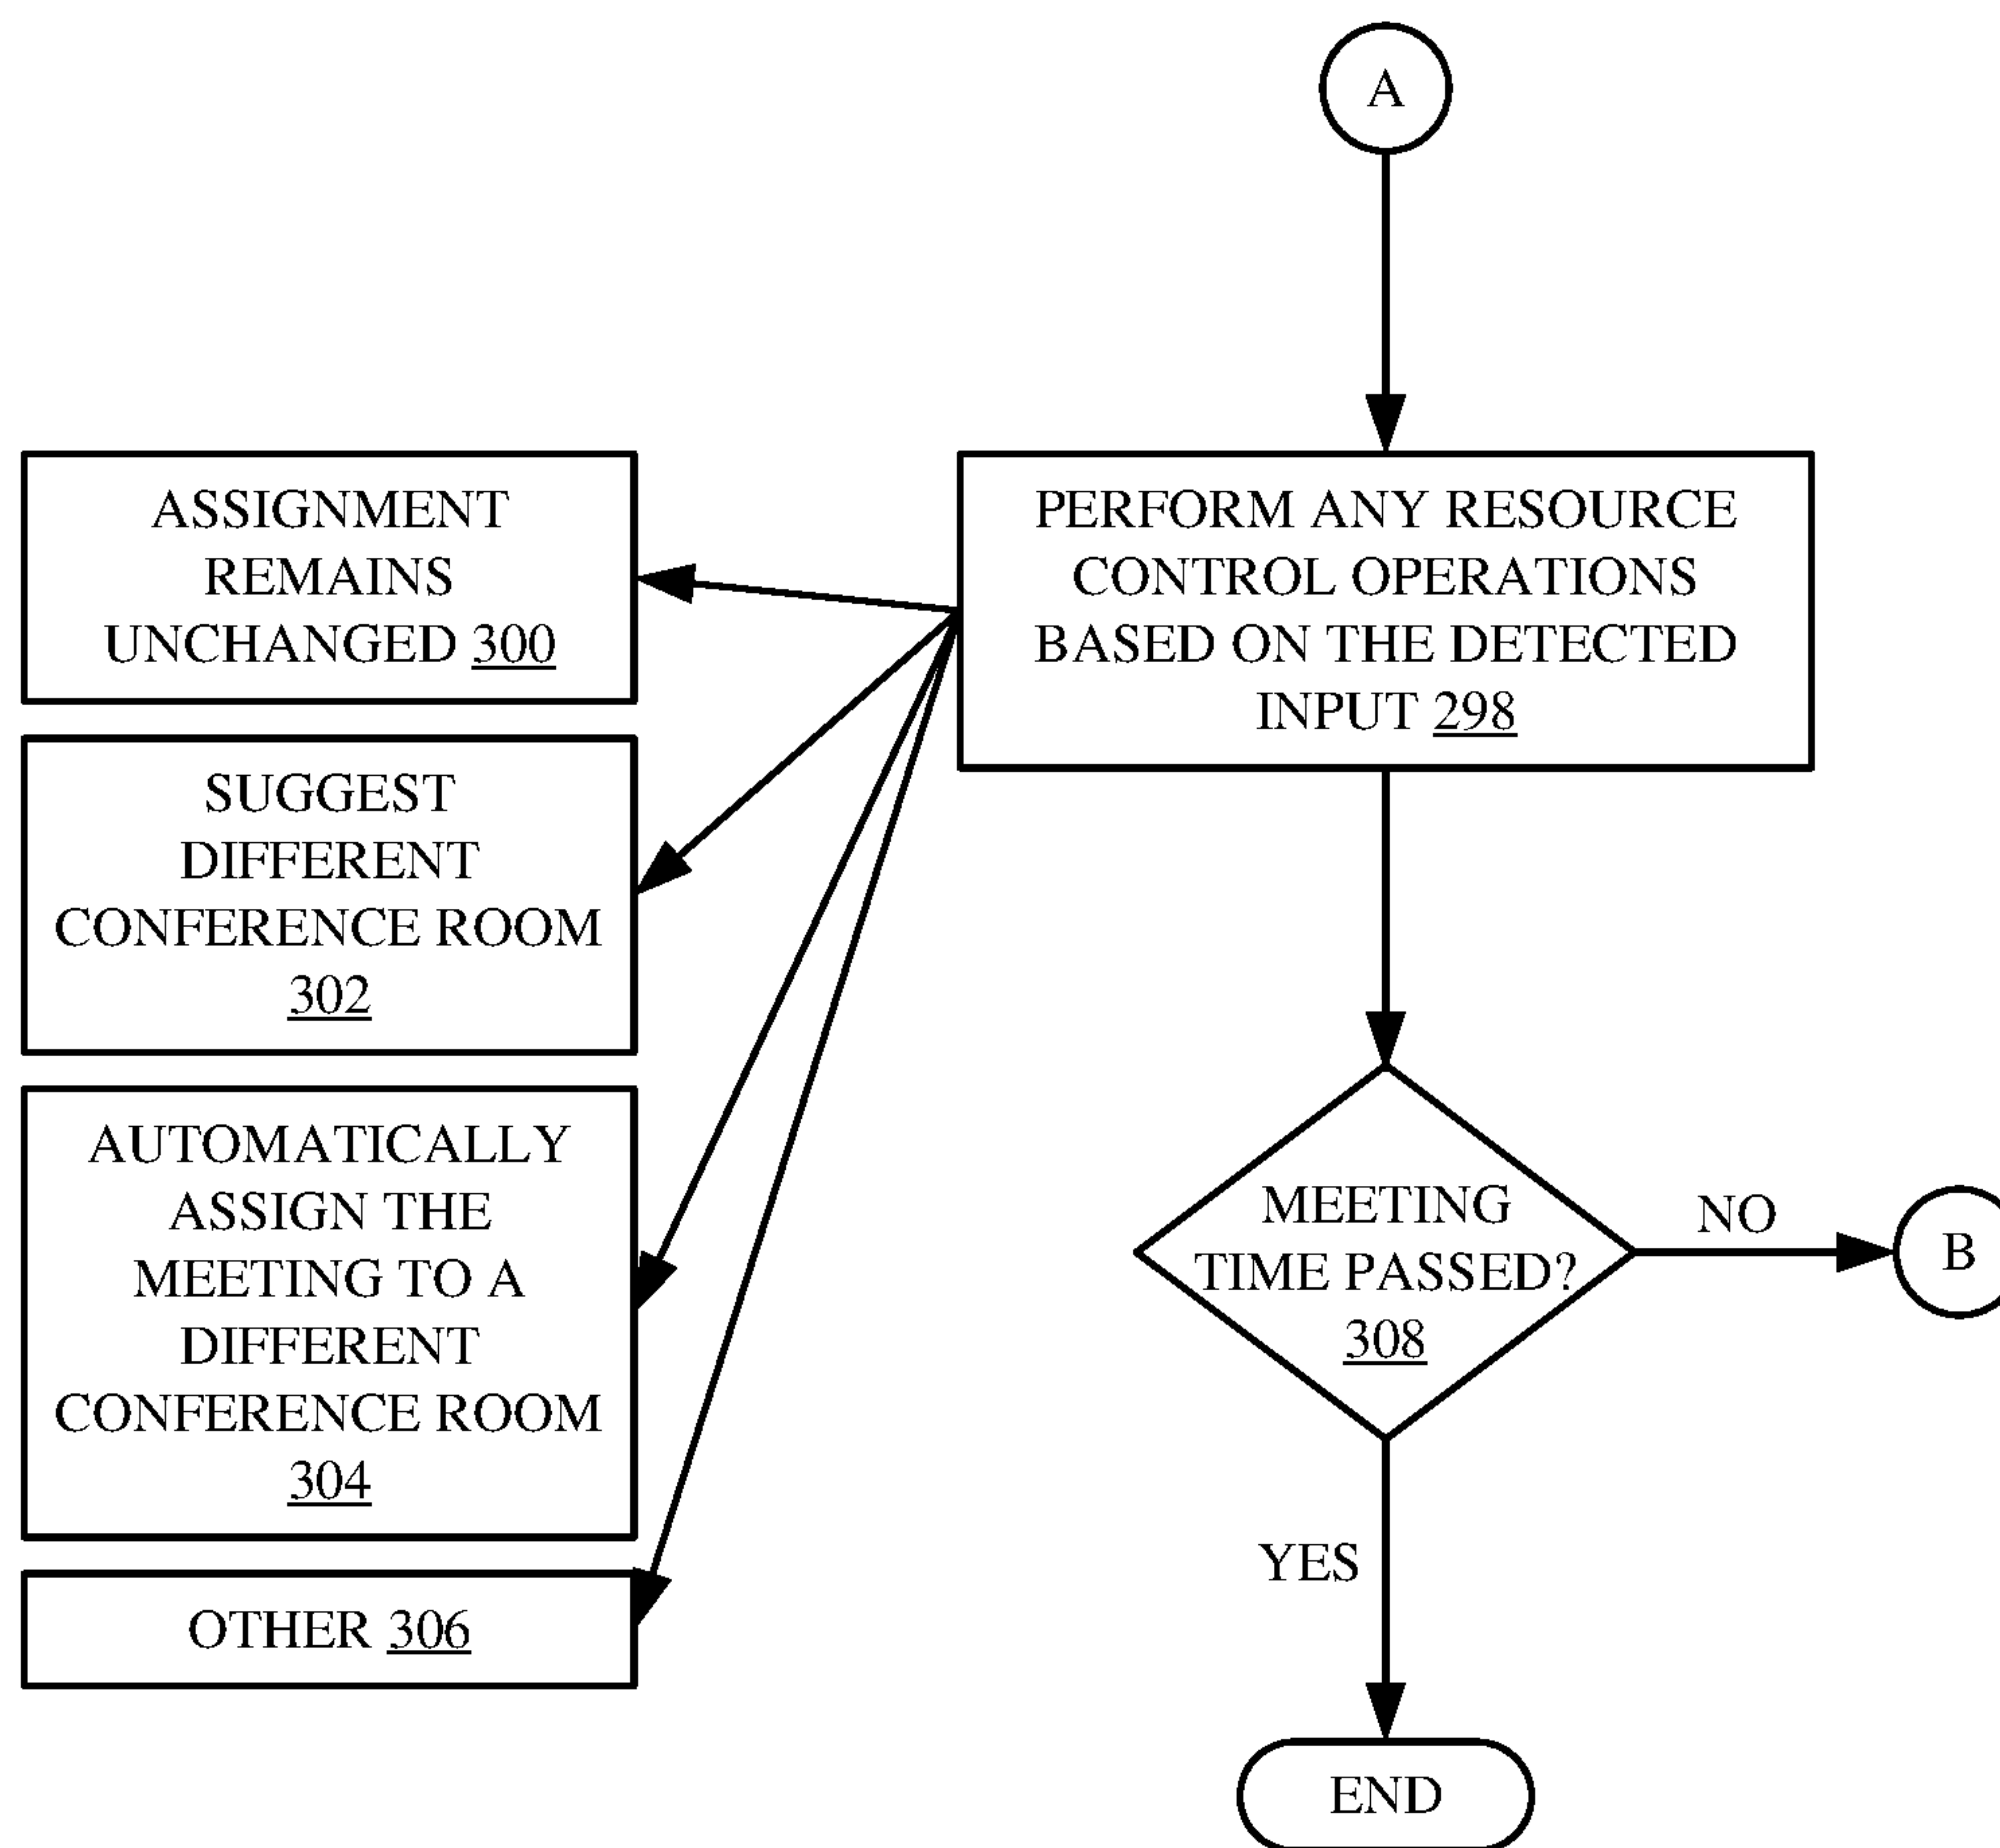 A
PERFORM ANY RESOURCE
CONTROL OPERATIONS
BASED ON THE DETECTED
INPUT 298
ASSIGNMENT
REMAINS
UNCHANGED 300
SUGGEST
DIFFERENT
CONFERENCE ROOM
302
AUTOMATICALLY
ASSIGN THE
MEETING TO A
DIFFERENT
CONFERENCE ROOM
304
OTHER 306
MEETING
TIME PASSED?
308
NO
B
YES
END